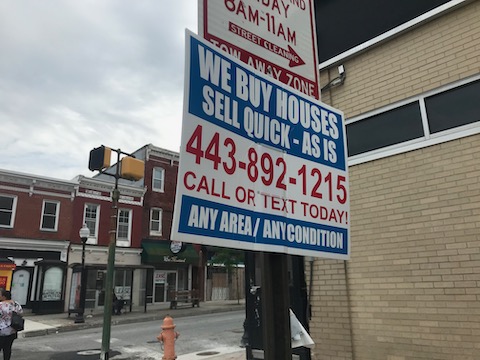 DAY
8AM-11AM
STREET CLEANING
TOW AWAY ZONE
WE BUY HOUSES
SELL QUICK - AS IS
443-892-1215
CALL OR TEXT TODAY!
ANY AREA/ ANY CONDITION